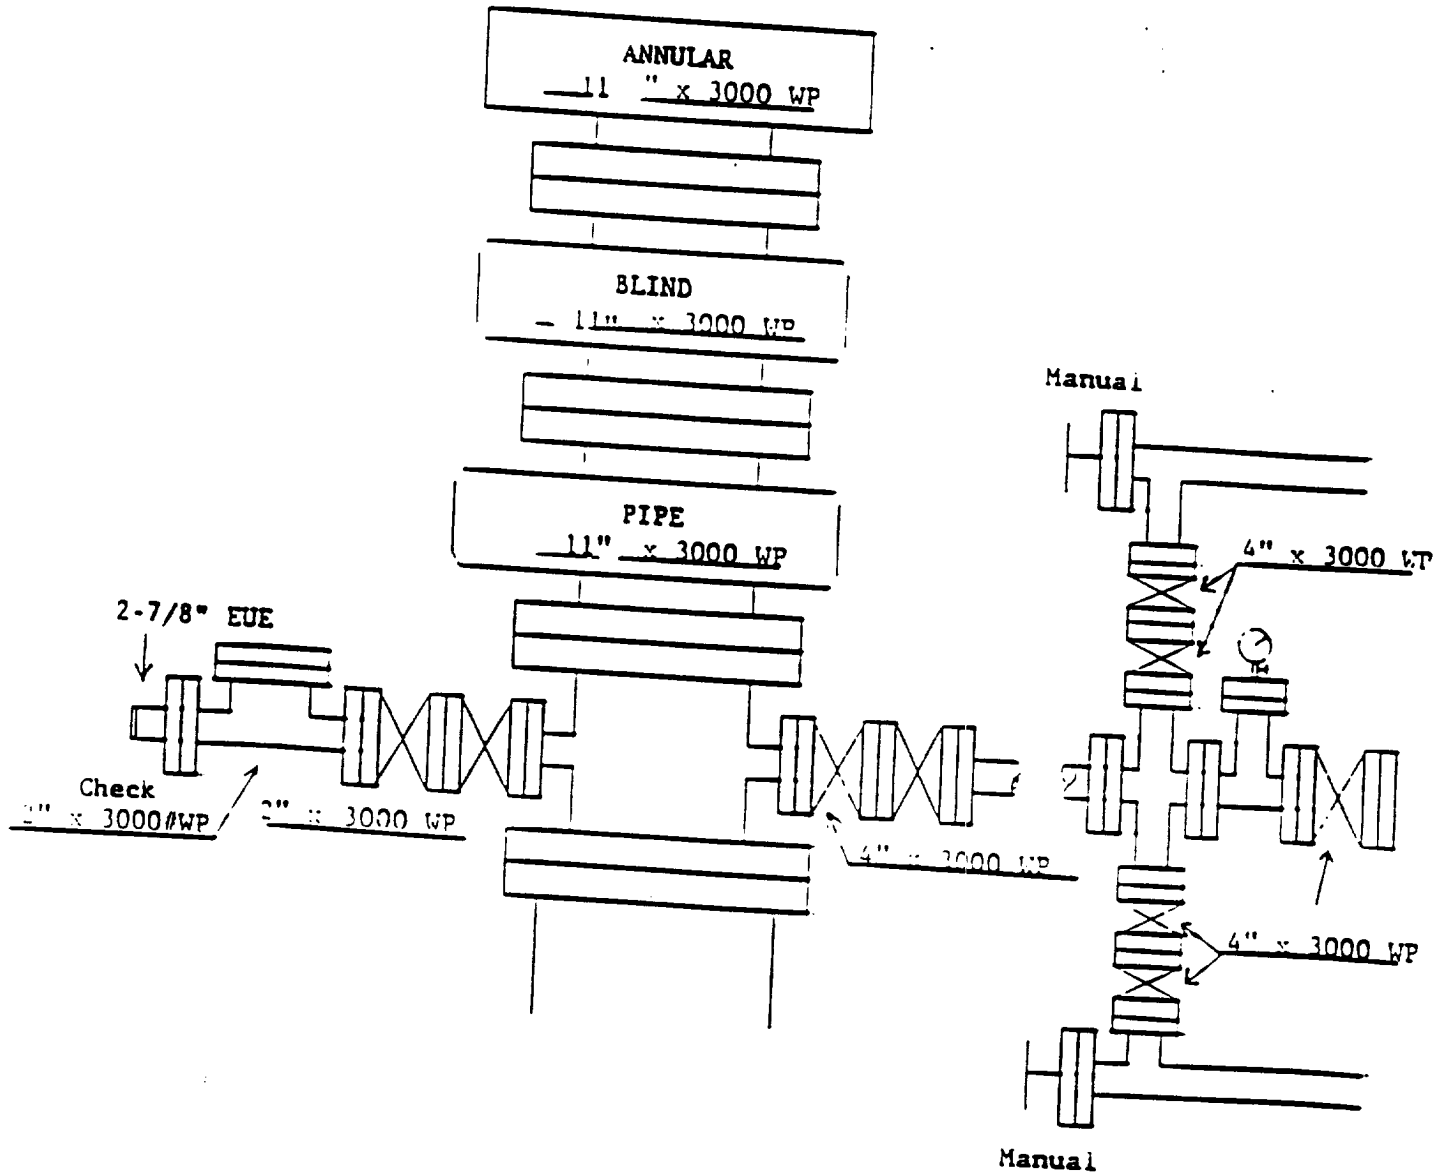 ANNULAR
11 " x 3000 WP
BLIND
11" x 3000 WP
Manual
PIPE
11" x 3000 WP
4" x 3000 WP
2-7/8" EUE
Check
2" x 3000#WP
2" x 3000 WP
4" x 3000 WP
4" x 3000 WP
Manual